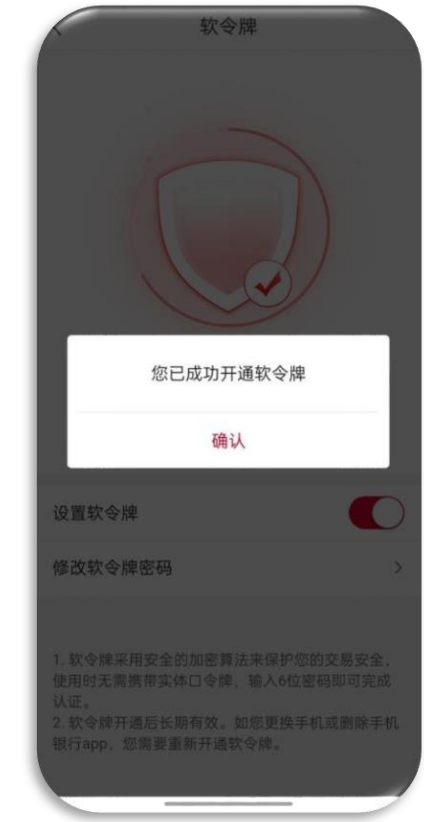 软令牌
您已成功开通软令牌
确认
设置软令牌
修改软令牌密码
1. 软令牌采用安全的加密算法来保护您的交易安全,
使用时无需携带实体口令牌，输入6位密码即可完成
认证。
2. 软令牌开通后长期有效。如您更换手机或删除手机
银行app，您需要重新开通软令牌。